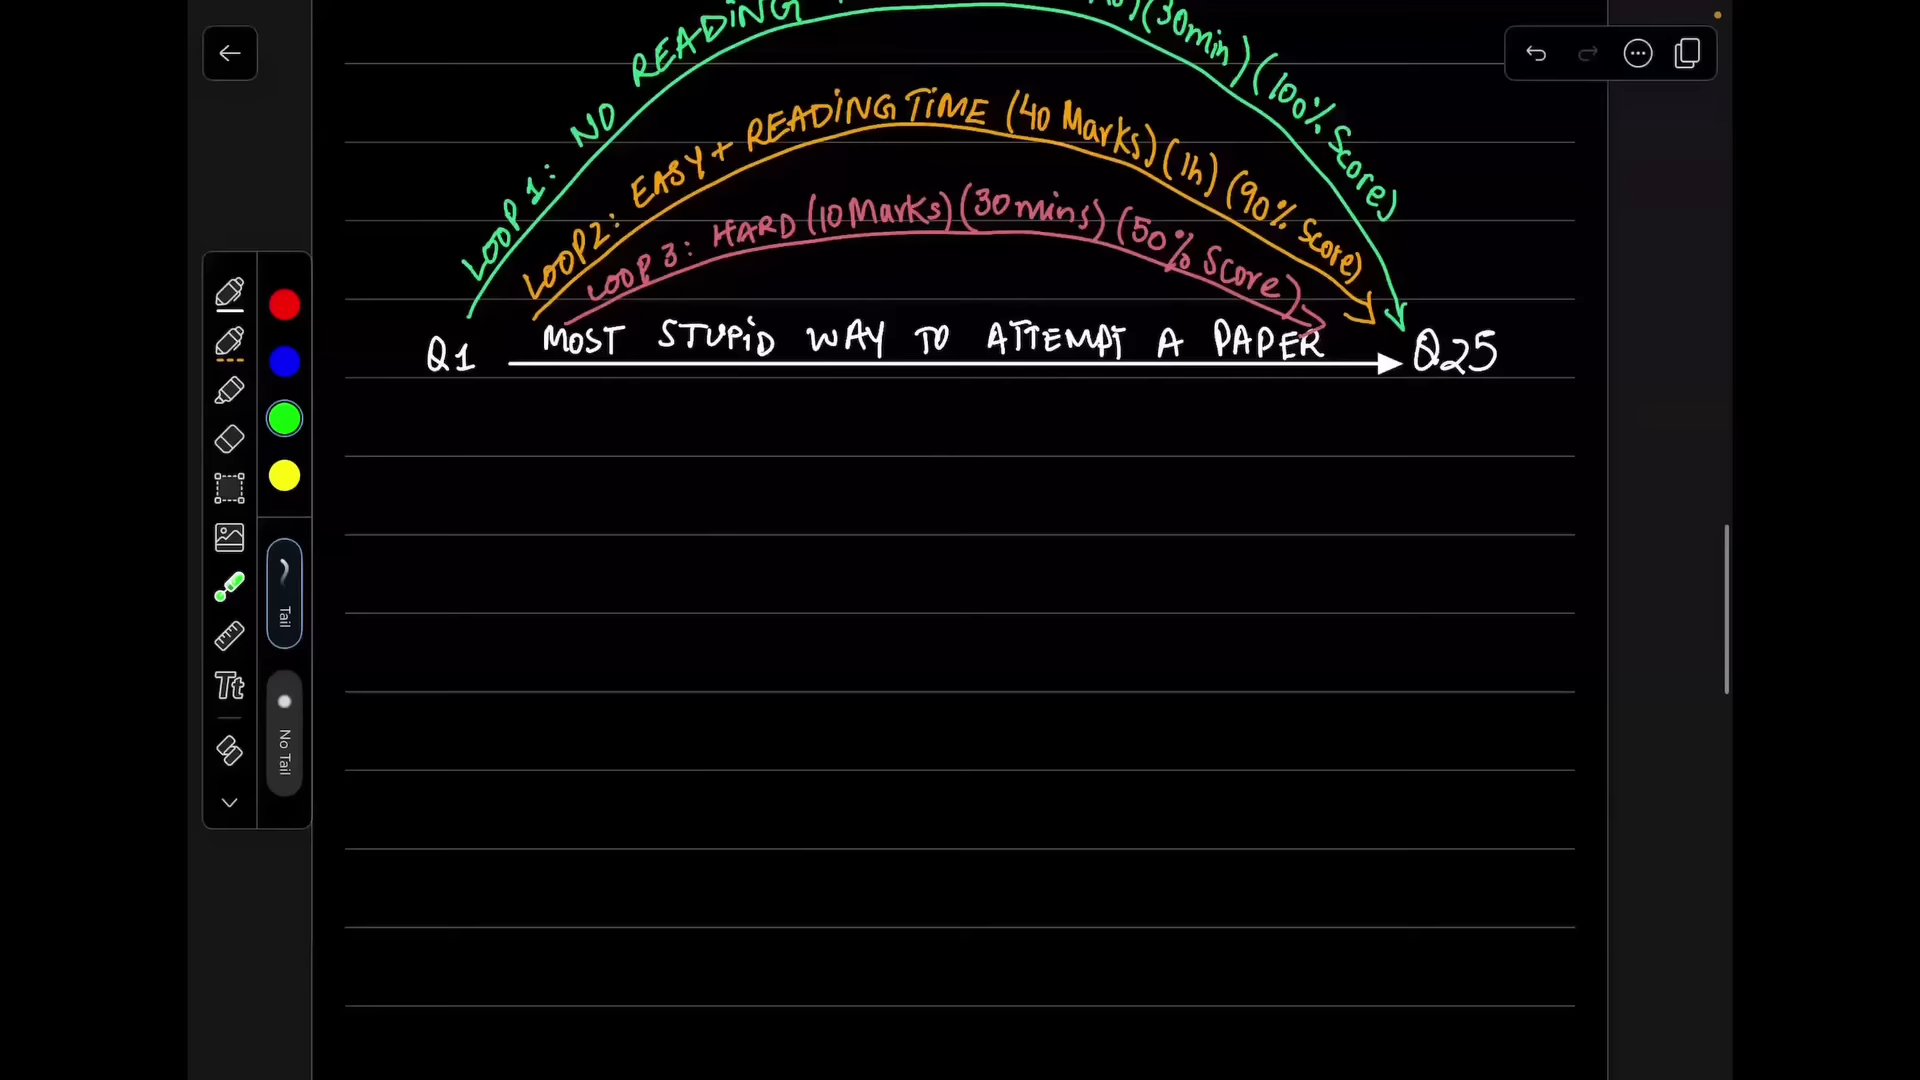 LOOP 1: NO READING (30min) (100% Score)
LOOP2: EASY + READING TIME (40 Marks) (1h) (90% Score)
LOOP 3: HARD (10 Marks) (30 mins) (50% Score)
Q1 MOST STUPID WAY TO ATTEMPT A PAPER Q25
Tail
Tt
No Tail